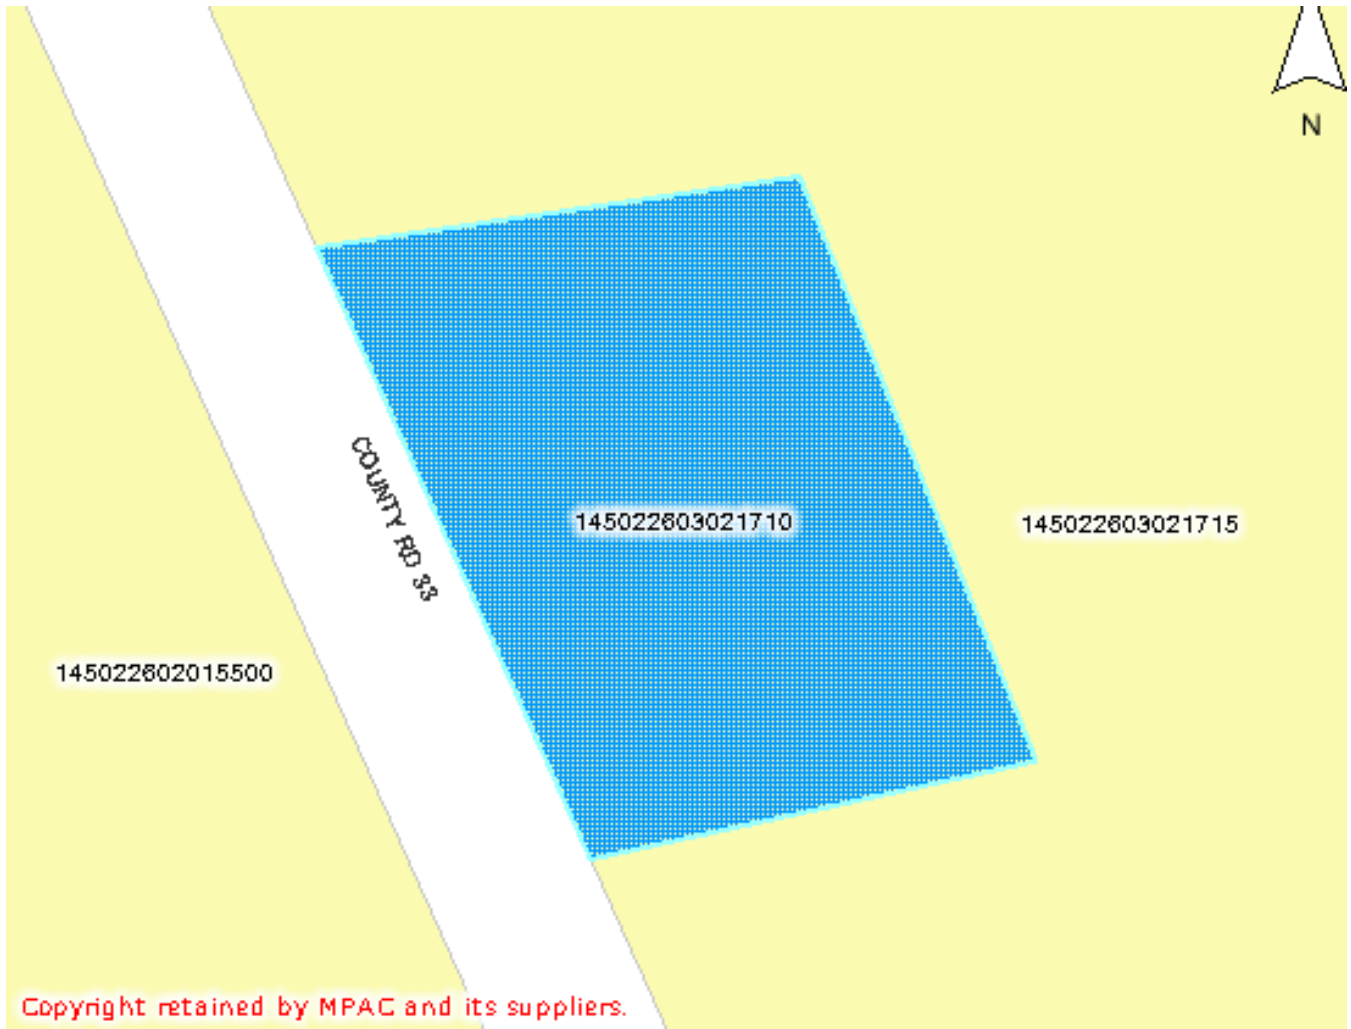 N
COUNTY RD 33
145022603021710
145022603021715
145022602015500
Copyright retained by MPAC and its suppliers.